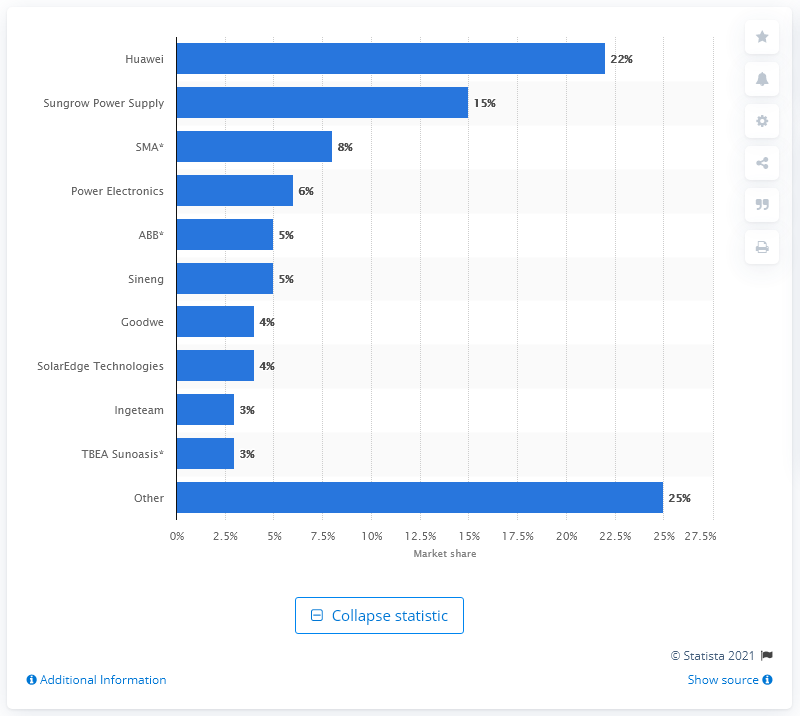 Huawei 22%
Sungrow Power Supply 15%
SMA* 8%
Power Electronics 6%
ABB* 5%
Sineng 5%
Goodwe 4%
SolarEdge Technologies 4%
Ingeteam 3%
TBEA Sunoasis* 3%
Other 25%
0% 2.5% 5% 7.5% 10% 12.5% 15% 17.5% 20% 22.5% 25% 27.5%
Market share
Collapse statistic
© Statista 2021
Additional Information Show source